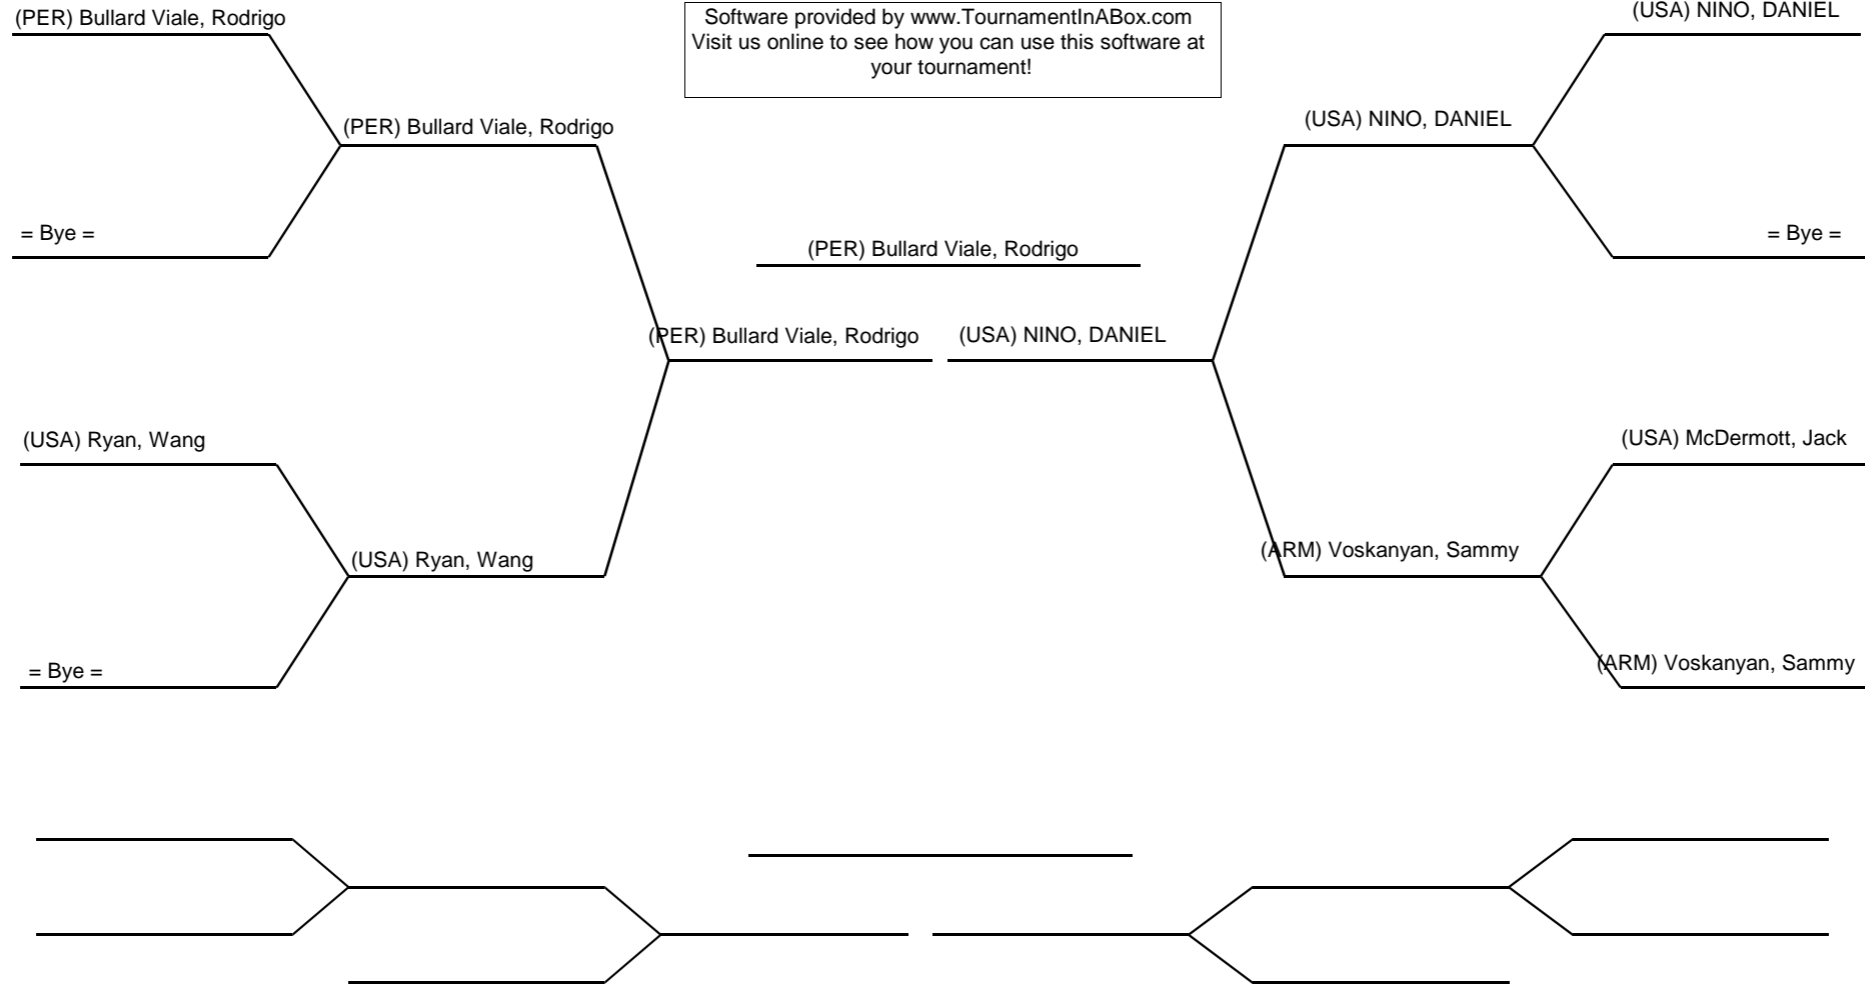 (PER) Bullard Viale, Rodrigo
Software provided by www.TournamentInABox.com
Visit us online to see how you can use this software at
your tournament!
(USA) NINO, DANIEL
(PER) Bullard Viale, Rodrigo
(USA) NINO, DANIEL
= Bye =
(PER) Bullard Viale, Rodrigo
= Bye =
(PER) Bullard Viale, Rodrigo
(USA) NINO, DANIEL
(USA) Ryan, Wang
(USA) McDermott, Jack
(USA) Ryan, Wang
(ARM) Voskanyan, Sammy
= Bye =
(ARM) Voskanyan, Sammy